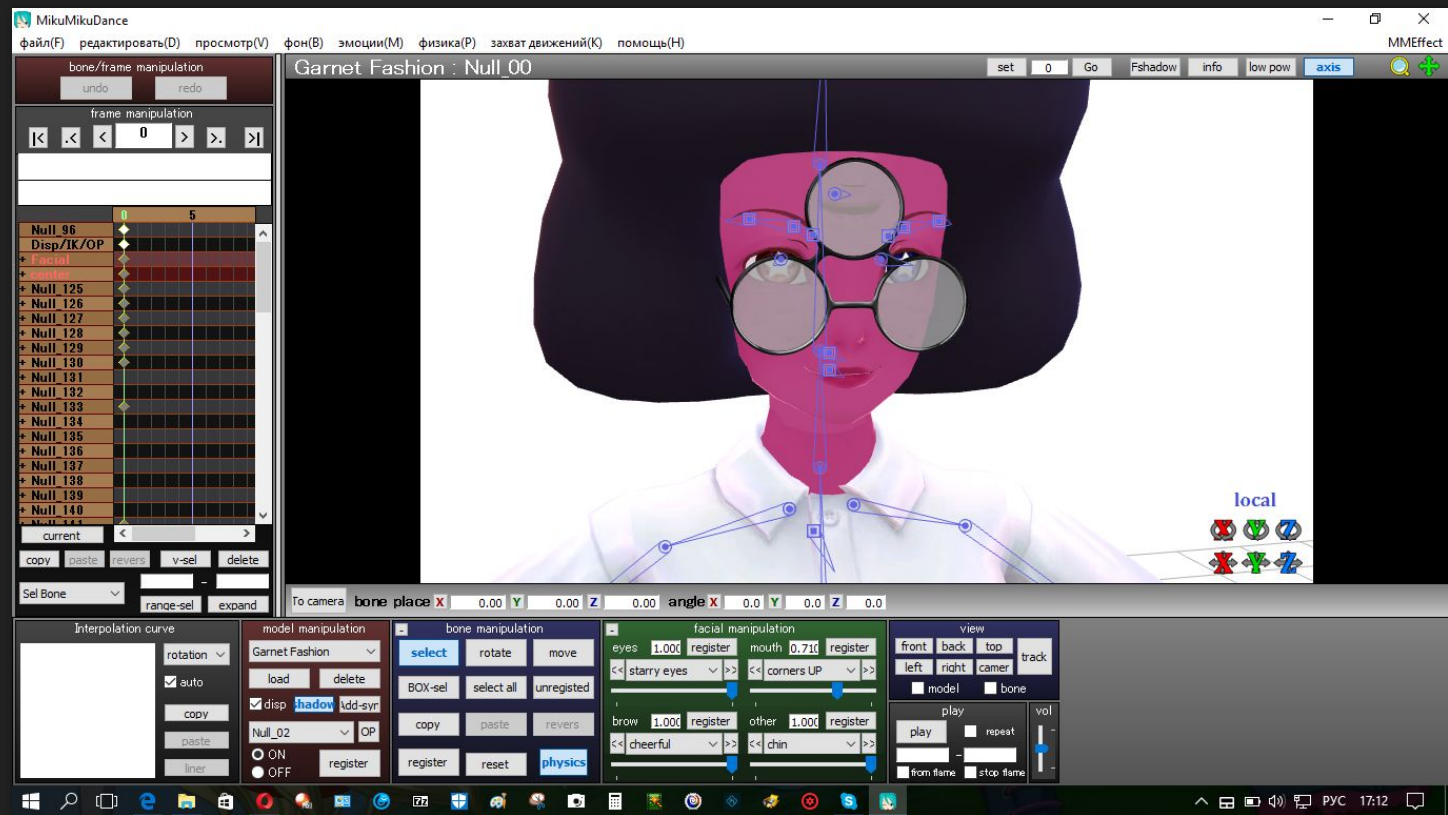 MikuMikuDance
файл(F) редактировать(D) просмотр(V) фон(B) эмоции(M) физика(P) захват движений(K) помощь(H) MMEffect
bone/frame manipulation
undo redo
frame manipulation
|< .< < 0 > >. >|
Garnet Fashion : Null_00
set 0 Go Fshadow info low pow axis
0 5
Null_96
Disp/IK/OP
+ Facial
+ center
+ Null_125
+ Null_126
+ Null_127
+ Null_128
+ Null_129
+ Null_130
+ Null_131
+ Null_132
+ Null_133
+ Null_134
+ Null_135
+ Null_136
+ Null_137
+ Null_138
+ Null_139
+ Null_140
current < >
copy paste revers v-sel delete
Sel Bone -
range-sel expand
local
X Y Z
X Y Z
To camera bone place X 0.00 Y 0.00 Z 0.00 angle X 0.0 Y 0.0 Z 0.0
Interpolation curve
rotation
auto
copy
paste
liner
model manipulation
Garnet Fashion
load delete
disp shadow Add-syn
Null_02 OP
ON
OFF
register
- bone manipulation
select rotate move
BOX-sel select all unregisted
copy paste revers
register reset physics
- facial manipulation
eyes 1.000 register mouth 0.710 register
<< starry eyes >> << corners UP >>
brow 1.000 register other 1.000 register
<< cheerful >> << chin >>
view
front back top
left right camer
track
model bone
play
play repeat
-
from flame stop flame
vol
РУС 17:12